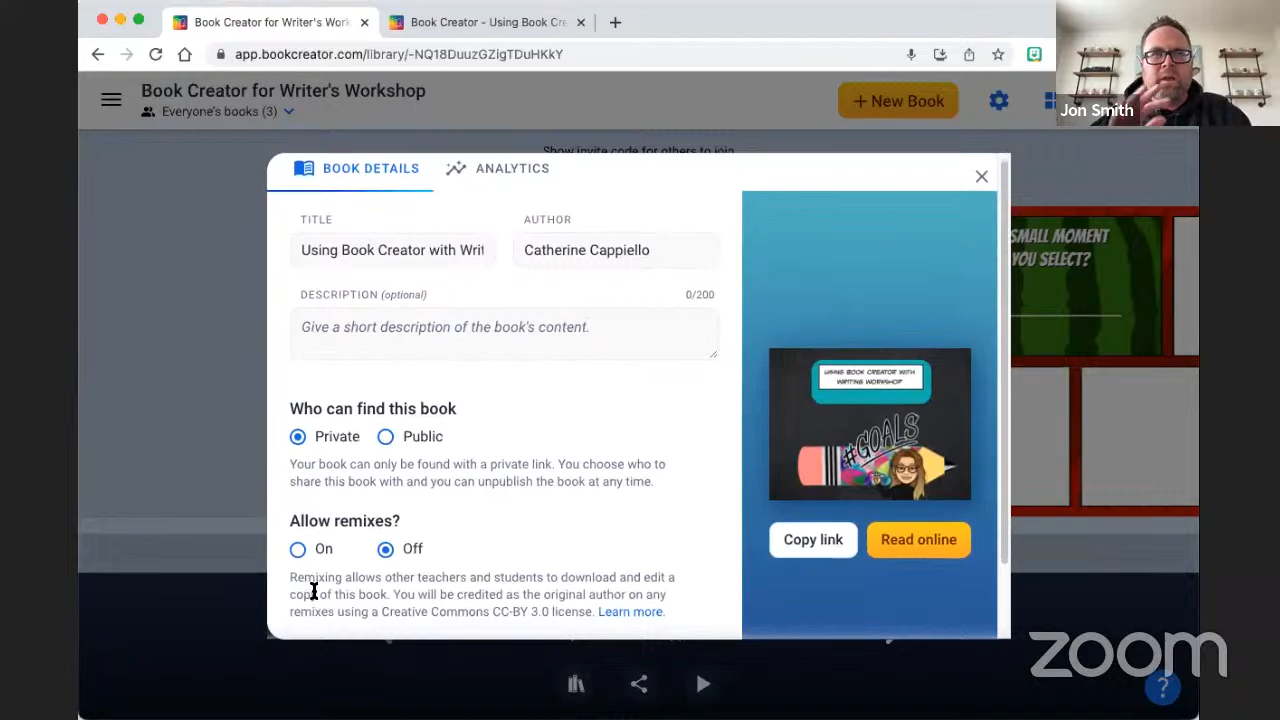 Book Creator for Writer's Work
Book Creator - Using Book Cre
app.bookcreator.com/library/-NQ18DuuzGZigTDuHKkY
Book Creator for Writer's Workshop
Everyone's books (3)
+ New Book
Jon Smith
Show invite code for others to join
BOOK DETAILS
ANALYTICS
TITLE
AUTHOR
Using Book Creator with Writ
Catherine Cappiello
DESCRIPTION (optional)
0/200
Give a short description of the book's content.
Who can find this book
Private
Public
Your book can only be found with a private link. You choose who to
share this book with and you can unpublish the book at any time.
Allow remixes?
On
Off
Remixing allows other teachers and students to download and edit a
copy of this book. You will be credited as the original author on any
remixes using a Creative Commons CC-BY 3.0 license. Learn more.
USING BOOK CREATOR WITH
WRITING WORKSHOP
#GOALS
Copy link
Read online
SMALL MOMENT
YOU SELECT?
zoom
?